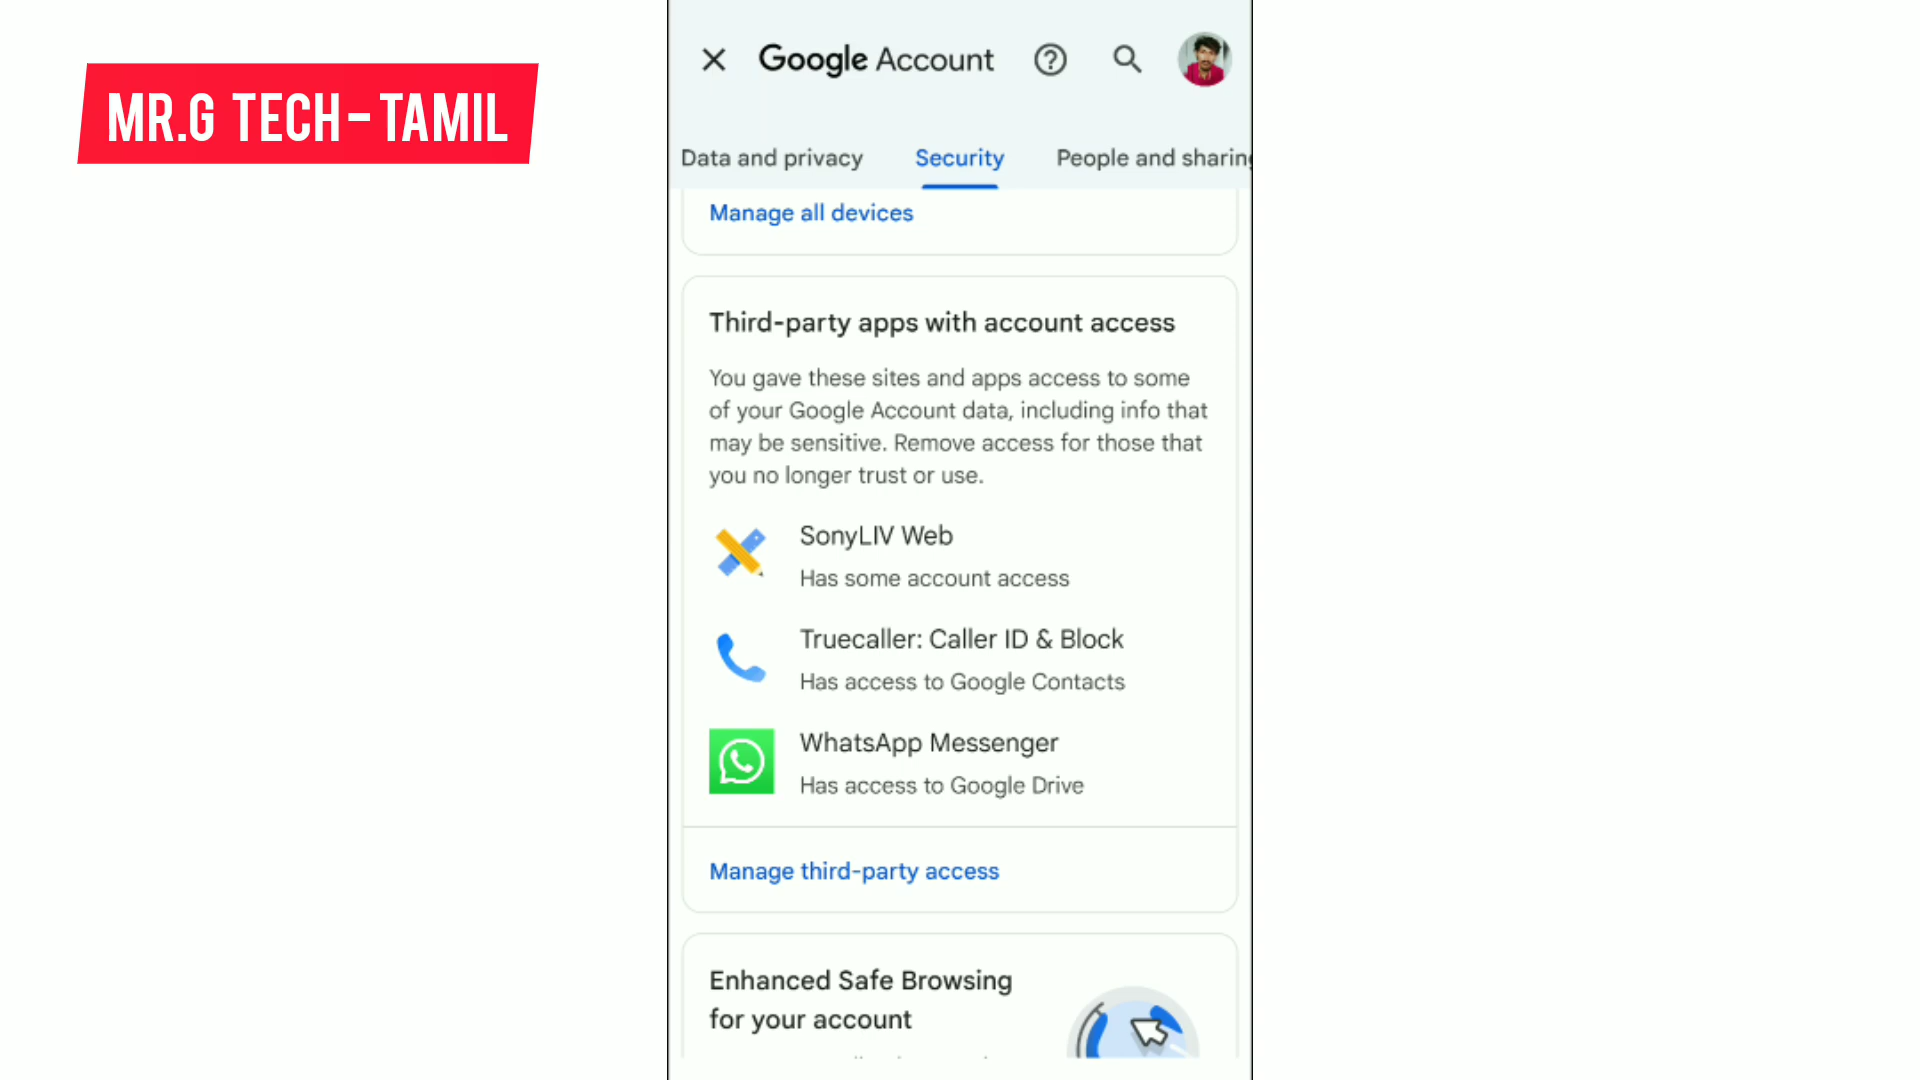 MR.G TECH-TAMIL
Google Account
Data and privacy
Security
People and sharing
Manage all devices
Third-party apps with account access
You gave these sites and apps access to some
of your Google Account data, including info that
may be sensitive. Remove access for those that
you no longer trust or use.
SonyLIV Web
Has some account access
Truecaller: Caller ID & Block
Has access to Google Contacts
WhatsApp Messenger
Has access to Google Drive
Manage third-party access
Enhanced Safe Browsing
for your account